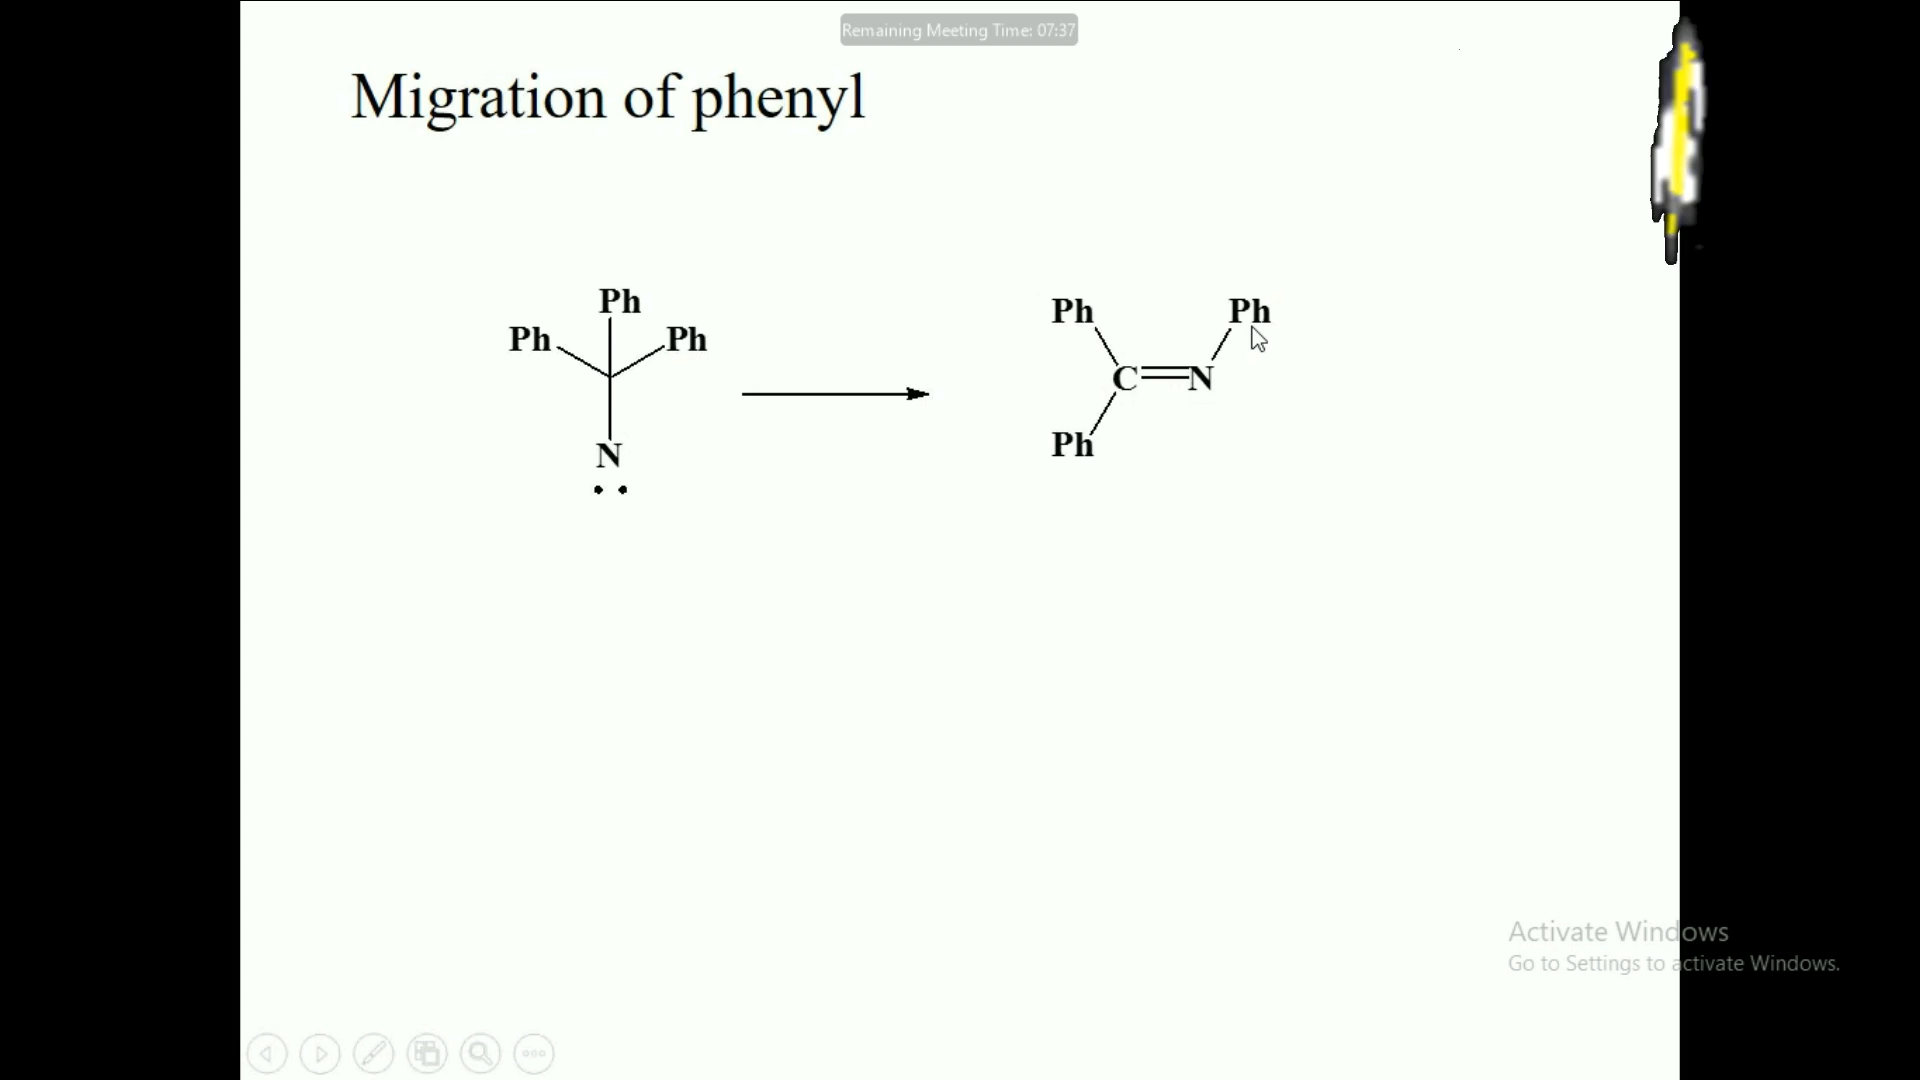 Remaining Meeting Time: 07:37
Migration of phenyl
Ph
Ph Ph
N
Ph Ph
C N
Ph
Activate Windows
Go to Settings to activate Windows.